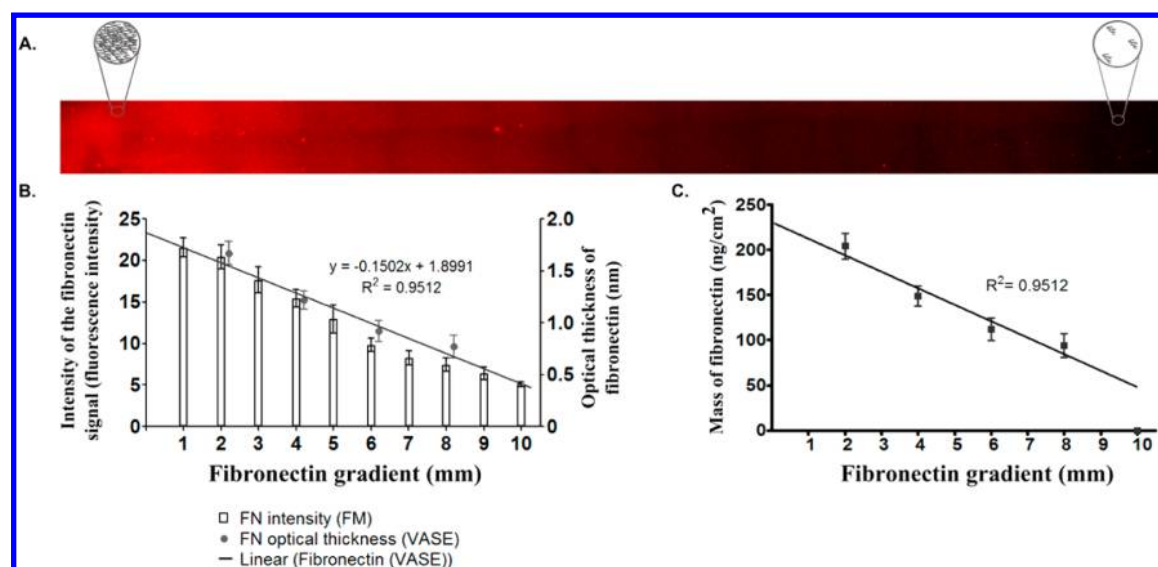 A.
B.
Intensity of the fibronectin
signal (fluorescence intensity)
25
20
15
10
5
0
y = -0.1502x + 1.8991
R² = 0.9512
2.0
1.5
1.0
0.5
0
Optical thickness of
fibronectin (nm)
1 2 3 4 5 6 7 8 9 10
Fibronectin gradient (mm)
FN intensity (FM)
FN optical thickness (VASE)
Linear (Fibronectin (VASE))
C.
Mass of fibronectin (ng/cm²)
250
200
150
100
50
0
R²= 0.9512
1 2 3 4 5 6 7 8 9 10
Fibronectin gradient (mm)